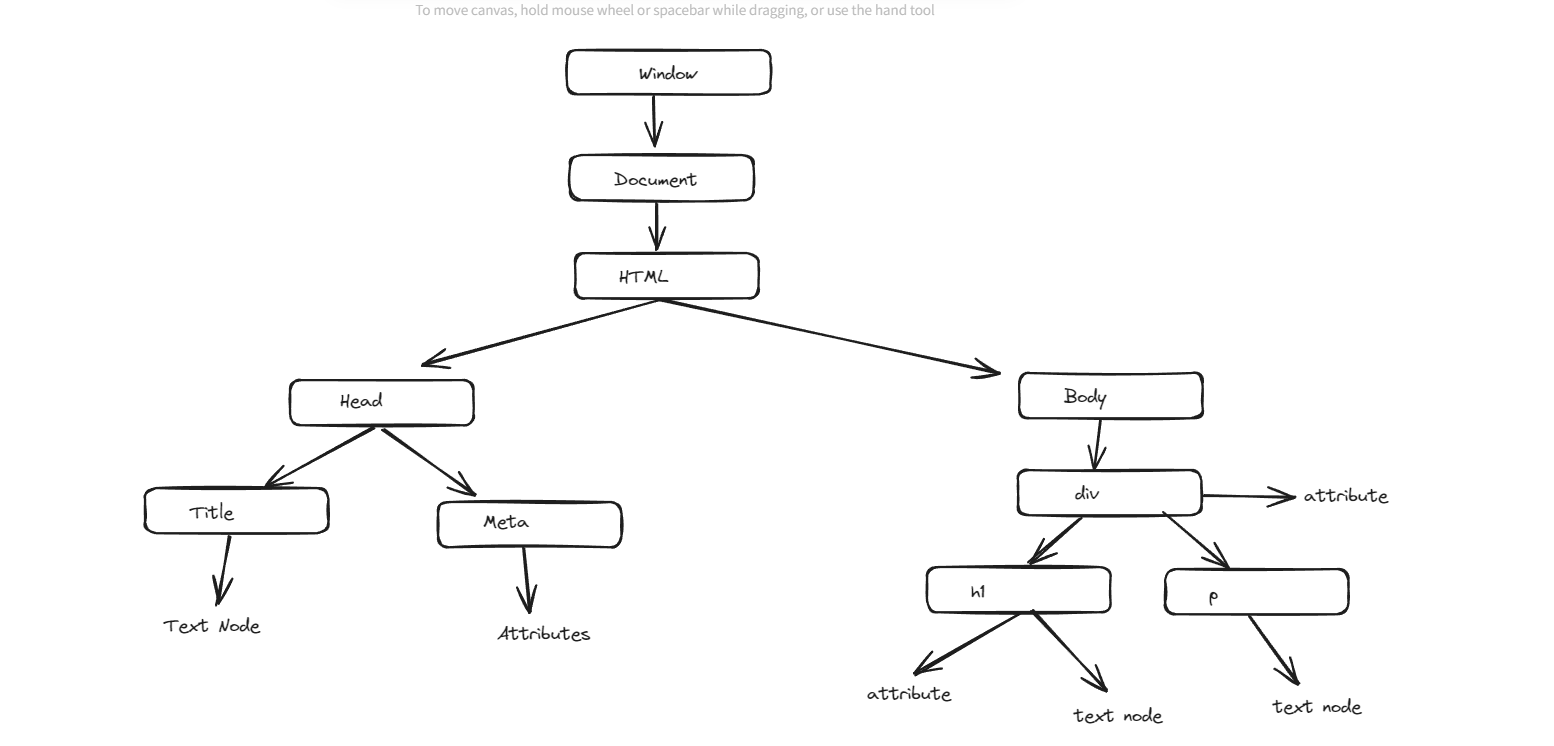 To move canvas, hold mouse wheel or spacebar while dragging, or use the hand tool
Window
Document
HTML
Head
Body
Title
Meta
div
attribute
h1
p
Text Node
Attributes
attribute
text node
text node